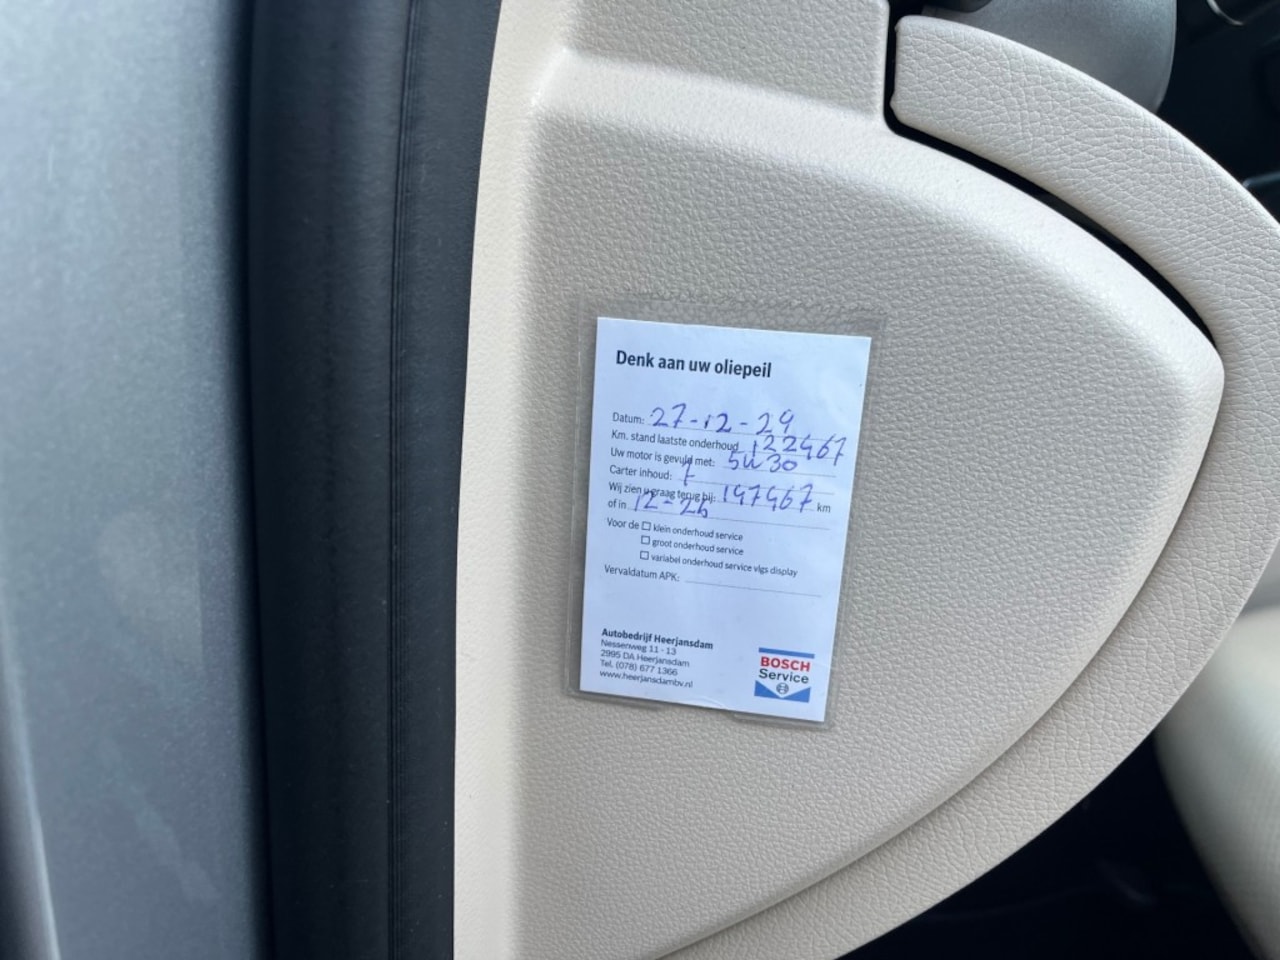 Denk aan uw oliepeil
Datum: 27-12-24
Km. stand laatste onderhoud 122467
Uw motor is gevuld met: 5W30
Carter inhoud: 7
Wij zien u graag terug bij: 147467 km
of in 12-26
Voor de ☐ klein onderhoud service
☐ groot onderhoud service
☐ variabel onderhoud service vlgs display
Vervaldatum APK:
Autobedrijf Heerjansdam
Nessenweg 11 - 13
2995 DA Heerjansdam
Tel. (078) 677 1366
www.heerjansdambv.nl
BOSCH
Service